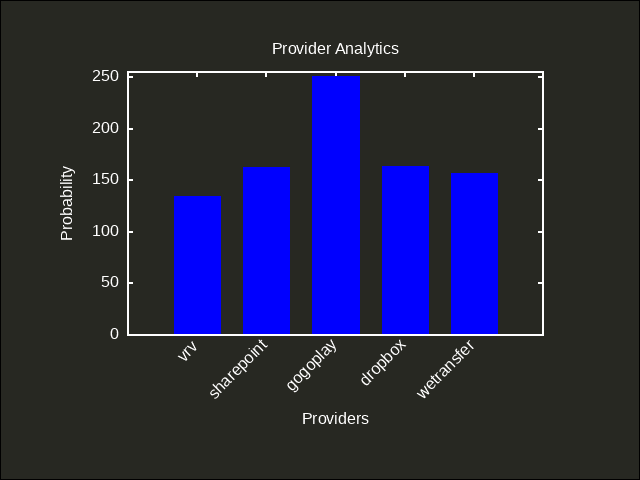 Provider Analytics
250
200
150
100
50
0
Probability
vrv
sharepoint
gogoplay
dropbox
wetransfer
Providers